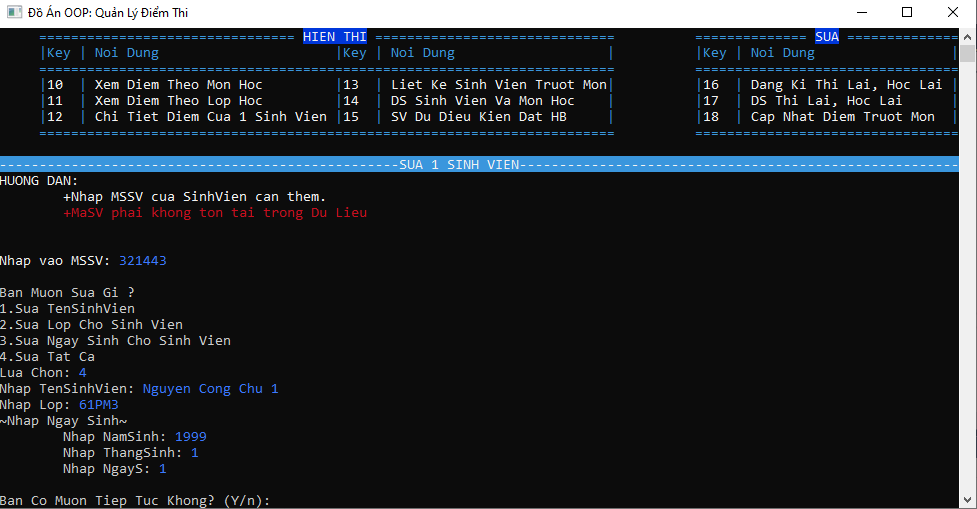 Đồ Án OOP: Quản Lý Điểm Thi
================================ HIEN THI ============================== ============== SUA ==============
|Key | Noi Dung |Key | Noi Dung | |Key | Noi Dung |
|10 | Xem Diem Theo Mon Hoc |13 | Liet Ke Sinh Vien Truot Mon| |16 | Dang Ki Thi Lai, Hoc Lai |
|11 | Xem Diem Theo Lop Hoc |14 | DS Sinh Vien Va Mon Hoc | |17 | DS Thi Lai, Hoc Lai |
|12 | Chi Tiet Diem Cua 1 Sinh Vien |15 | SV Du Dieu Kien Dat HB | |18 | Cap Nhat Diem Truot Mon |
--------------------------------------------------SUA 1 SINH VIEN-------------------------------------------------------
HUONG DAN:
+Nhap MSSV cua SinhVien can them.
+MaSV phai khong ton tai trong Du Lieu
Nhap vao MSSV: 321443
Ban Muon Sua Gi ?
1.Sua TenSinhVien
2.Sua Lop Cho Sinh Vien
3.Sua Ngay Sinh Cho Sinh Vien
4.Sua Tat Ca
Lua Chon: 4
Nhap TenSinhVien: Nguyen Cong Chu 1
Nhap Lop: 61PM3
~Nhap Ngay Sinh~
Nhap NamSinh: 1999
Nhap ThangSinh: 1
Nhap NgayS: 1
Ban Co Muon Tiep Tuc Khong? (Y/n):